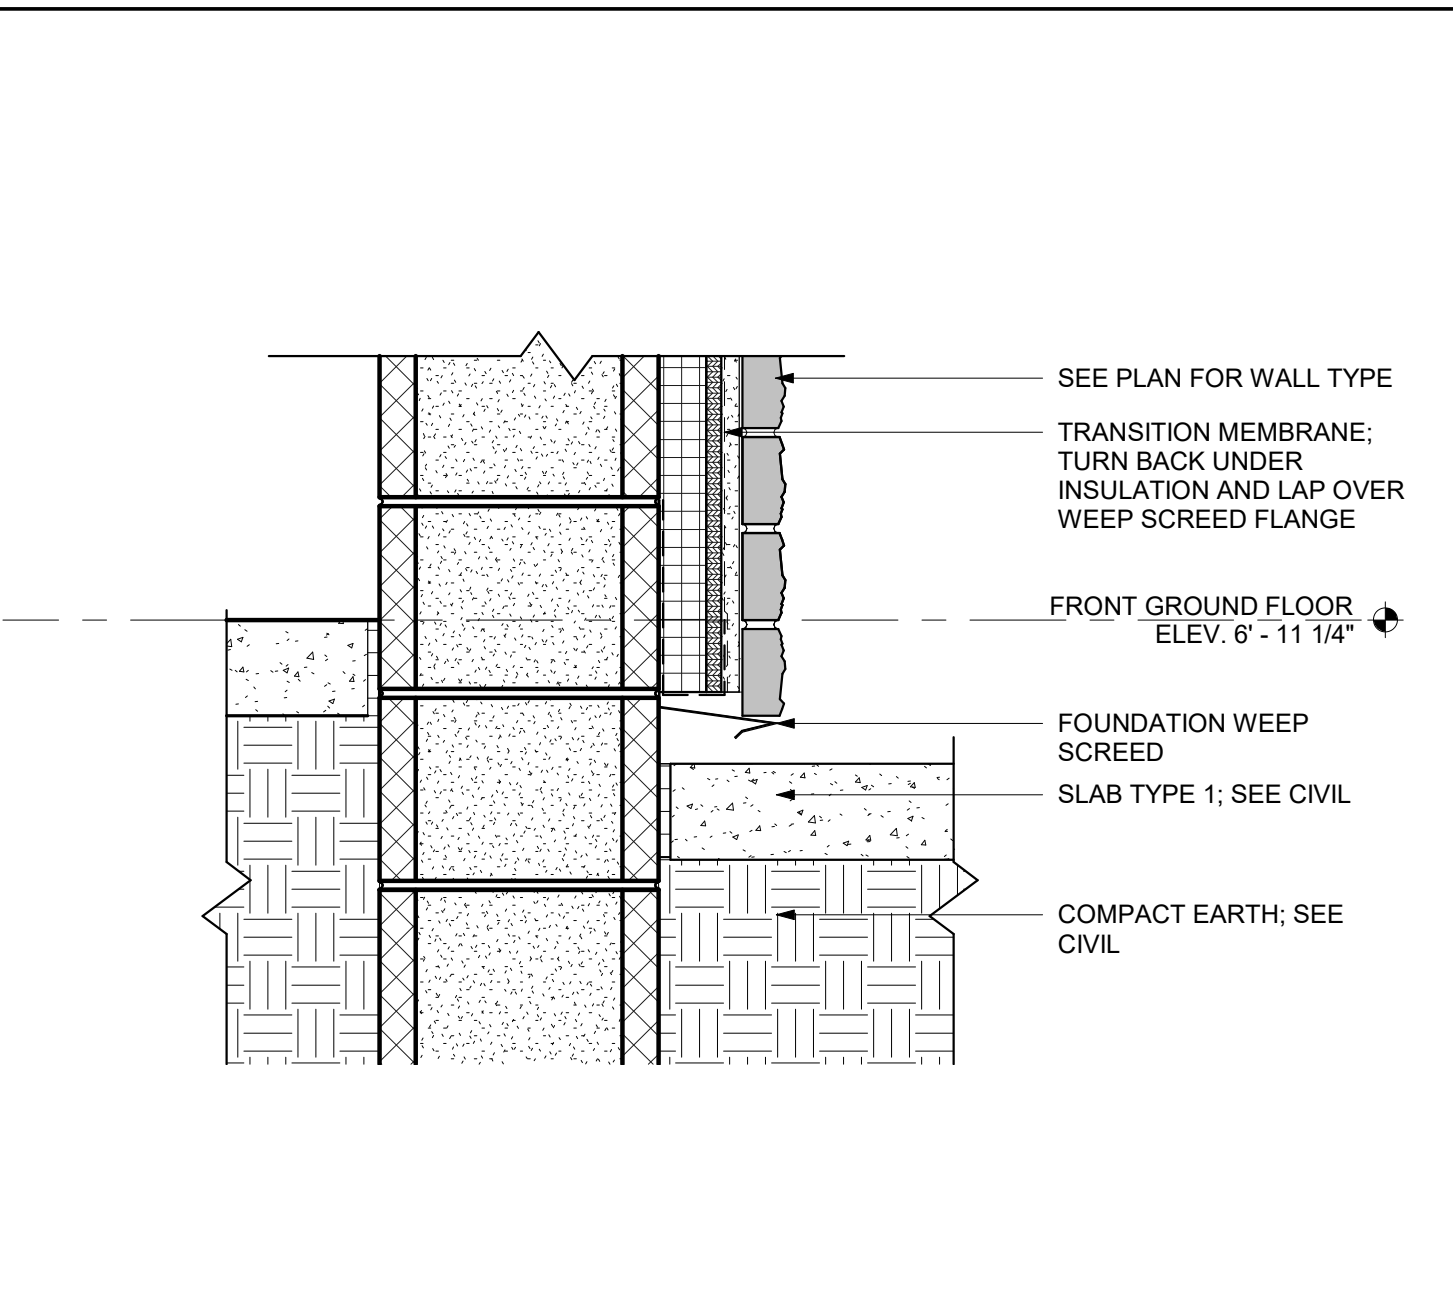 SEE PLAN FOR WALL TYPE
TRANSITION MEMBRANE;
TURN BACK UNDER
INSULATION AND LAP OVER
WEEP SCREED FLANGE
FRONT GROUND FLOOR
ELEV. 6' - 11 1/4"
FOUNDATION WEEP
SCREED
SLAB TYPE 1; SEE CIVIL
COMPACT EARTH; SEE
CIVIL